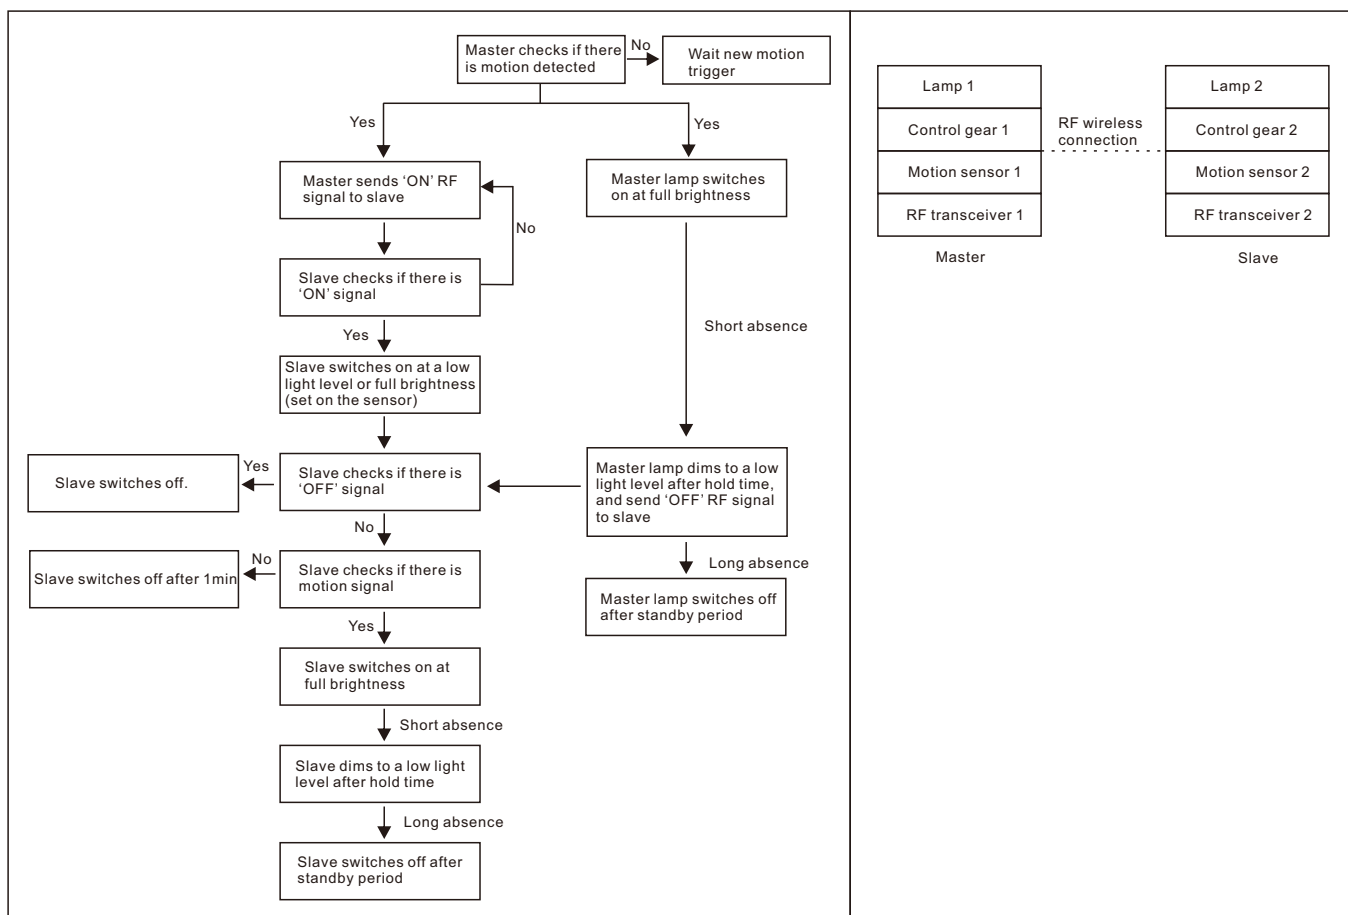 Master checks if there
is motion detected
No
Wait new motion
trigger
Yes
Yes
Master sends ‘ON’ RF
signal to slave
Master lamp switches
on at full brightness
No
Slave checks if there is
‘ON’ signal
Yes
Short absence
Slave switches on at a low
light level or full brightness
(set on the sensor)
Slave switches off.
Yes
Slave checks if there is
‘OFF’ signal
Master lamp dims to a low
light level after hold time,
and send ‘OFF’ RF signal
to slave
No
Long absence
Slave switches off after 1min
No
Slave checks if there is
motion signal
Master lamp switches off
after standby period
Yes
Slave switches on at
full brightness
Short absence
Slave dims to a low light
level after hold time
Long absence
Slave switches off after
standby period
Lamp 1
Control gear 1
Motion sensor 1
RF transceiver 1
Master
RF wireless
connection
Lamp 2
Control gear 2
Motion sensor 2
RF transceiver 2
Slave